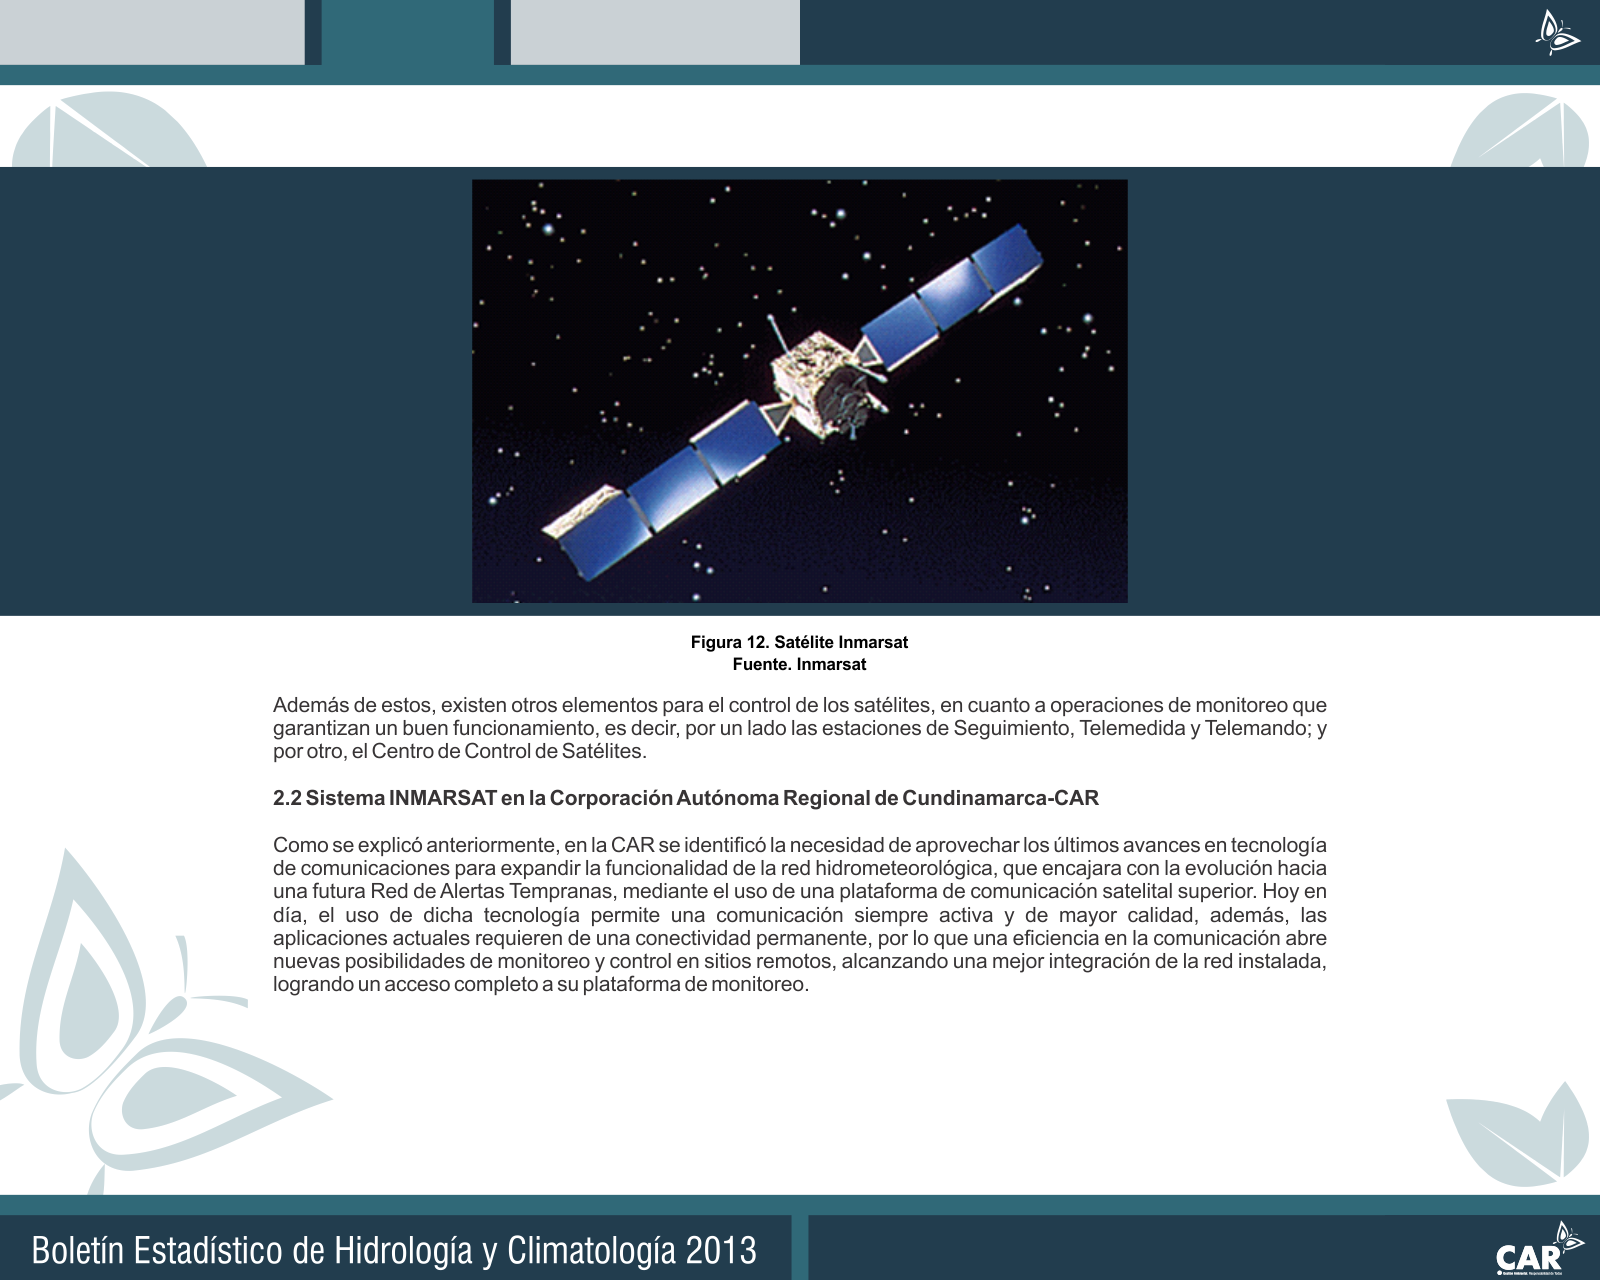 Figura 12. Satélite Inmarsat
Fuente. Inmarsat
Además de estos, existen otros elementos para el control de los satélites, en cuanto a operaciones de monitoreo que
garantizan un buen funcionamiento, es decir, por un lado las estaciones de Seguimiento, Telemedida y Telemando; y
por otro, el Centro de Control de Satélites.
2.2 Sistema INMARSAT en la Corporación Autónoma Regional de Cundinamarca-CAR
Como se explicó anteriormente, en la CAR se identificó la necesidad de aprovechar los últimos avances en tecnología
de comunicaciones para expandir la funcionalidad de la red hidrometeorológica, que encajara con la evolución hacia
una futura Red de Alertas Tempranas, mediante el uso de una plataforma de comunicación satelital superior. Hoy en
día, el uso de dicha tecnología permite una comunicación siempre activa y de mayor calidad, además, las
aplicaciones actuales requieren de una conectividad permanente, por lo que una eficiencia en la comunicación abre
nuevas posibilidades de monitoreo y control en sitios remotos, alcanzando una mejor integración de la red instalada,
logrando un acceso completo a su plataforma de monitoreo.
Boletín Estadístico de Hidrología y Climatología 2013
CAR